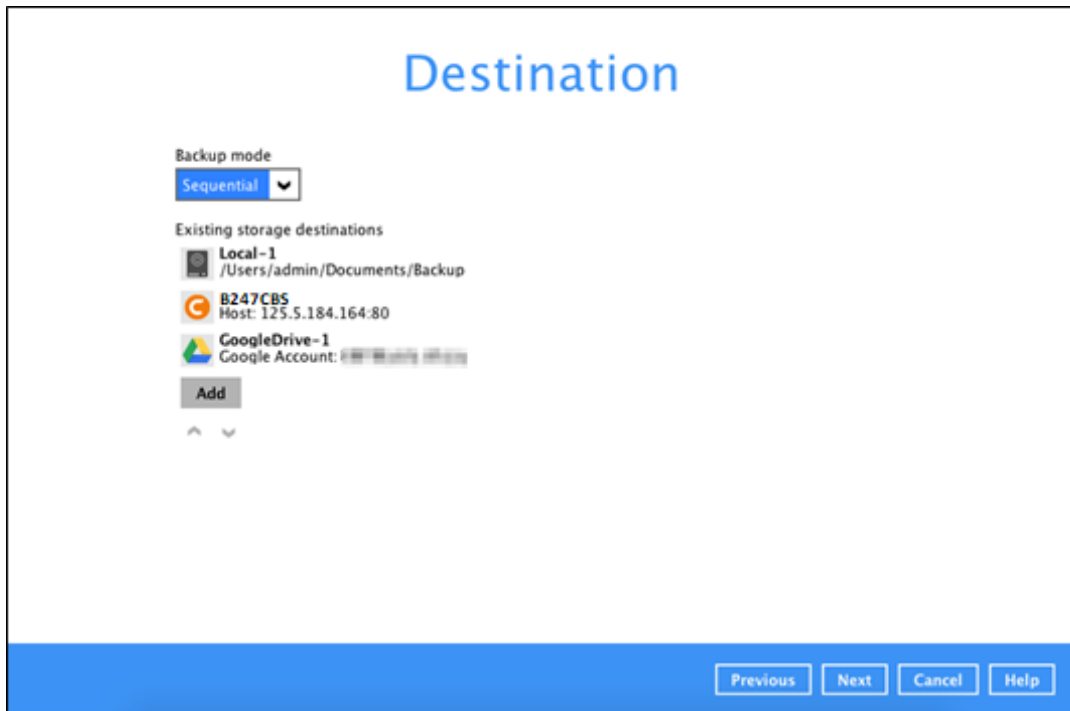 Destination
Backup mode
Sequential
Existing storage destinations
Local-1
/Users/admin/Documents/Backup
B247CBS
Host: 125.5.184.164:80
GoogleDrive-1
Google Account:
Add
Previous Next Cancel Help